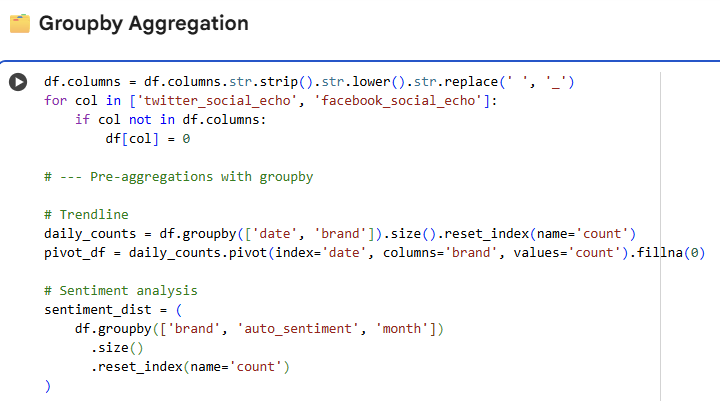 Groupby Aggregation
df.columns = df.columns.str.strip().str.lower().str.replace(' ', '_')
for col in ['twitter_social_echo', 'facebook_social_echo']:
    if col not in df.columns:
        df[col] = 0
# --- Pre-aggregations with groupby
# Trendline
daily_counts = df.groupby(['date', 'brand']).size().reset_index(name='count')
pivot_df = daily_counts.pivot(index='date', columns='brand', values='count').fillna(0)
# Sentiment analysis
sentiment_dist = (
    df.groupby(['brand', 'auto_sentiment', 'month'])
      .size()
      .reset_index(name='count')
)